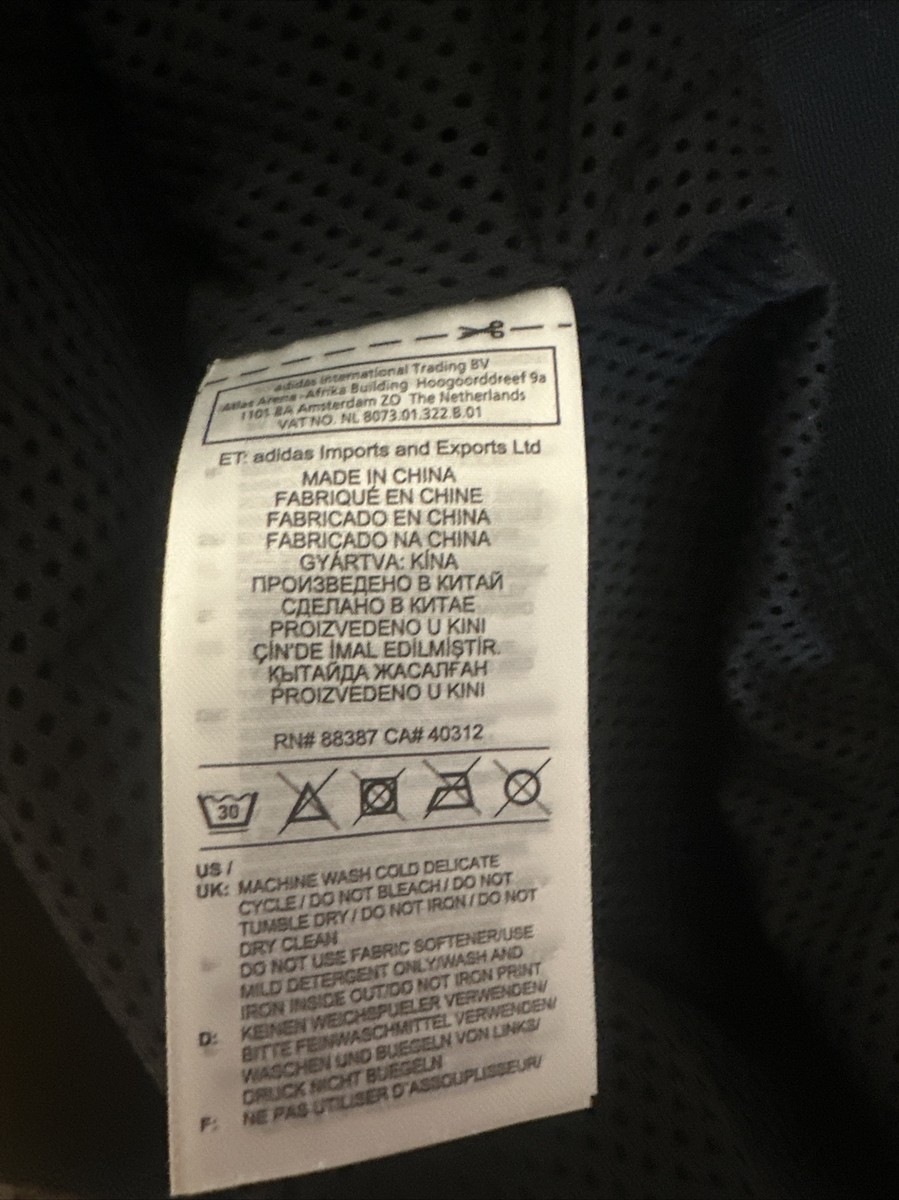 adidas International Trading BV
Atlas Arena -Afrika Building Hoogoorddreef 9a
1101 BA Amsterdam ZO The Netherlands
VAT NO. NL 8073.01.322.B.01
ET: adidas Imports and Exports Ltd
MADE IN CHINA
FABRIQUÉ EN CHINE
FABRICADO EN CHINA
FABRICADO NA CHINA
GYÁRTVA: KÍNA
ПРОИЗВЕДЕНО В КИТАЙ
СДЕЛАНО В КИТАЕ
PROIZVEDENO U KINI
ÇİN'DE İMAL EDİLMİŞTİR.
ҚЫТАЙДА ЖАСАЛҒАН
PROIZVEDENO U KINI
RN# 88387 CA# 40312
30
US /
UK: MACHINE WASH COLD DELICATE
CYCLE / DO NOT BLEACH / DO NOT
TUMBLE DRY / DO NOT IRON / DO NOT
DRY CLEAN
DO NOT USE FABRIC SOFTENER/USE
MILD DETERGENT ONLY/WASH AND
IRON INSIDE OUT/DO NOT IRON PRINT
D: KEINEN WEICHSPUELER VERWENDEN/
BITTE FEINWASCHMITTEL VERWENDEN/
WASCHEN UND BUEGELN VON LINKS/
DRUCK NICHT BUEGELN
F: NE PAS UTILISER D'ASSOUPLISSEUR/